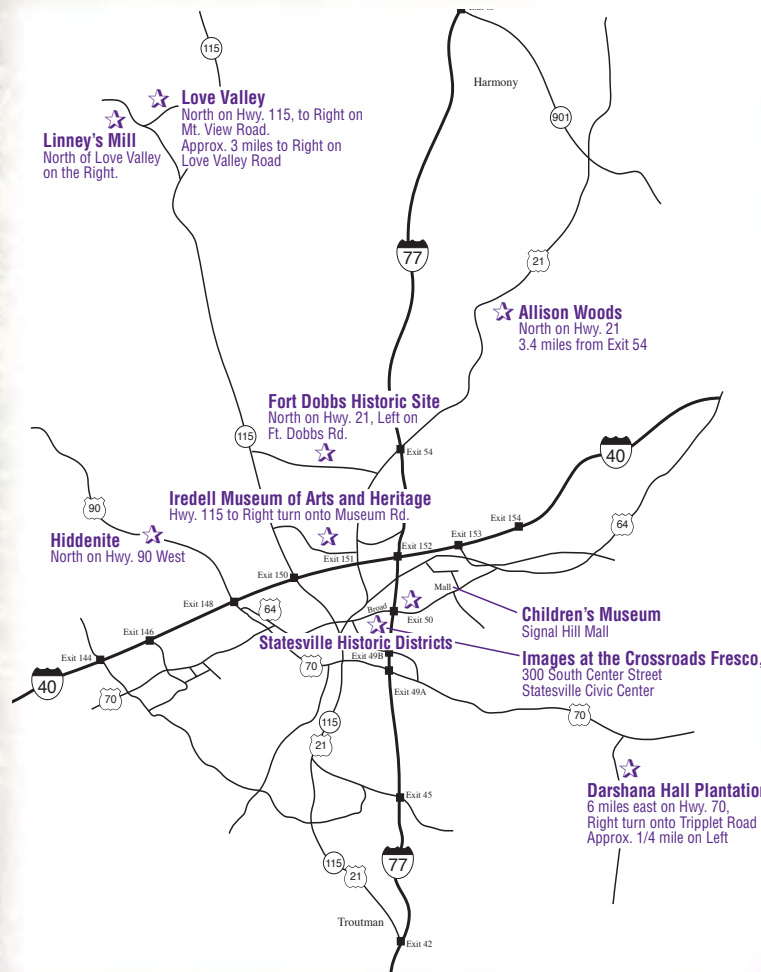 115
Harmony
901
Love Valley
North on Hwy. 115, to Right on
Mt. View Road.
Approx. 3 miles to Right on
Love Valley Road
Linney's Mill
North of Love Valley
on the Right.
77
21
Allison Woods
North on Hwy. 21
3.4 miles from Exit 54
Fort Dobbs Historic Site
North on Hwy. 21, Left on
Ft. Dobbs Rd.
115
Exit 54
40
Iredell Museum of Arts and Heritage
Hwy. 115 to Right turn onto Museum Rd.
90
Hiddenite
North on Hwy. 90 West
Exit 154
64
Exit 153
Exit 152
Exit 151
Exit 150
Exit 148
64
Mall
Broad
Exit 50
Children's Museum
Signal Hill Mall
Exit 146
Statesville Historic Districts
Exit 144
Exit 49B
Images at the Crossroads Fresco,
300 South Center Street
Statesville Civic Center
70
40
70
Exit 49A
70
115
21
Darshana Hall Plantation
6 miles east on Hwy. 70,
Right turn onto Tripplet Road
Approx. 1/4 mile on Left
Exit 45
115
21
77
Troutman
Exit 42